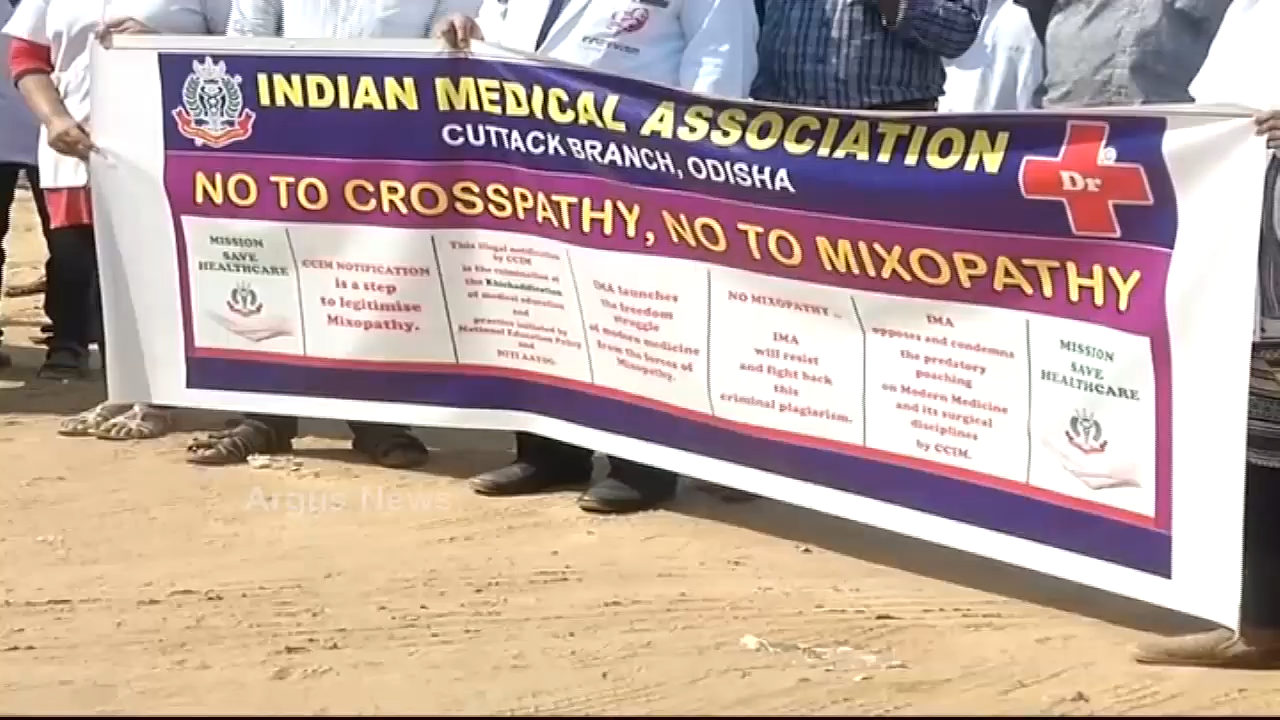 INDIAN MEDICAL ASSOCIATION
CUTTACK BRANCH, ODISHA
Dr
NO TO CROSSPATHY, NO TO MIXOPATHY
MISSION
SAVE
HEALTHCARE
CCIM NOTIFICATION
is a step
to legitimise
Mixopathy.
This illegal notification
by CCIM
is the culmination of
the Khichadification
of medical education
and
practice initiated by
National Education Policy
and
NITI AAYOG.
IMA launches
the freedom
struggle
of modern medicine
from the forces of
Mixopathy.
NO MIXOPATHY
IMA
will resist
and fight back
this
criminal plagiarism.
IMA
opposes and condemns
the predatory
poaching
on Modern Medicine
and its surgical
disciplines
by CCIM.
MISSION
SAVE
HEALTHCARE
Argus News